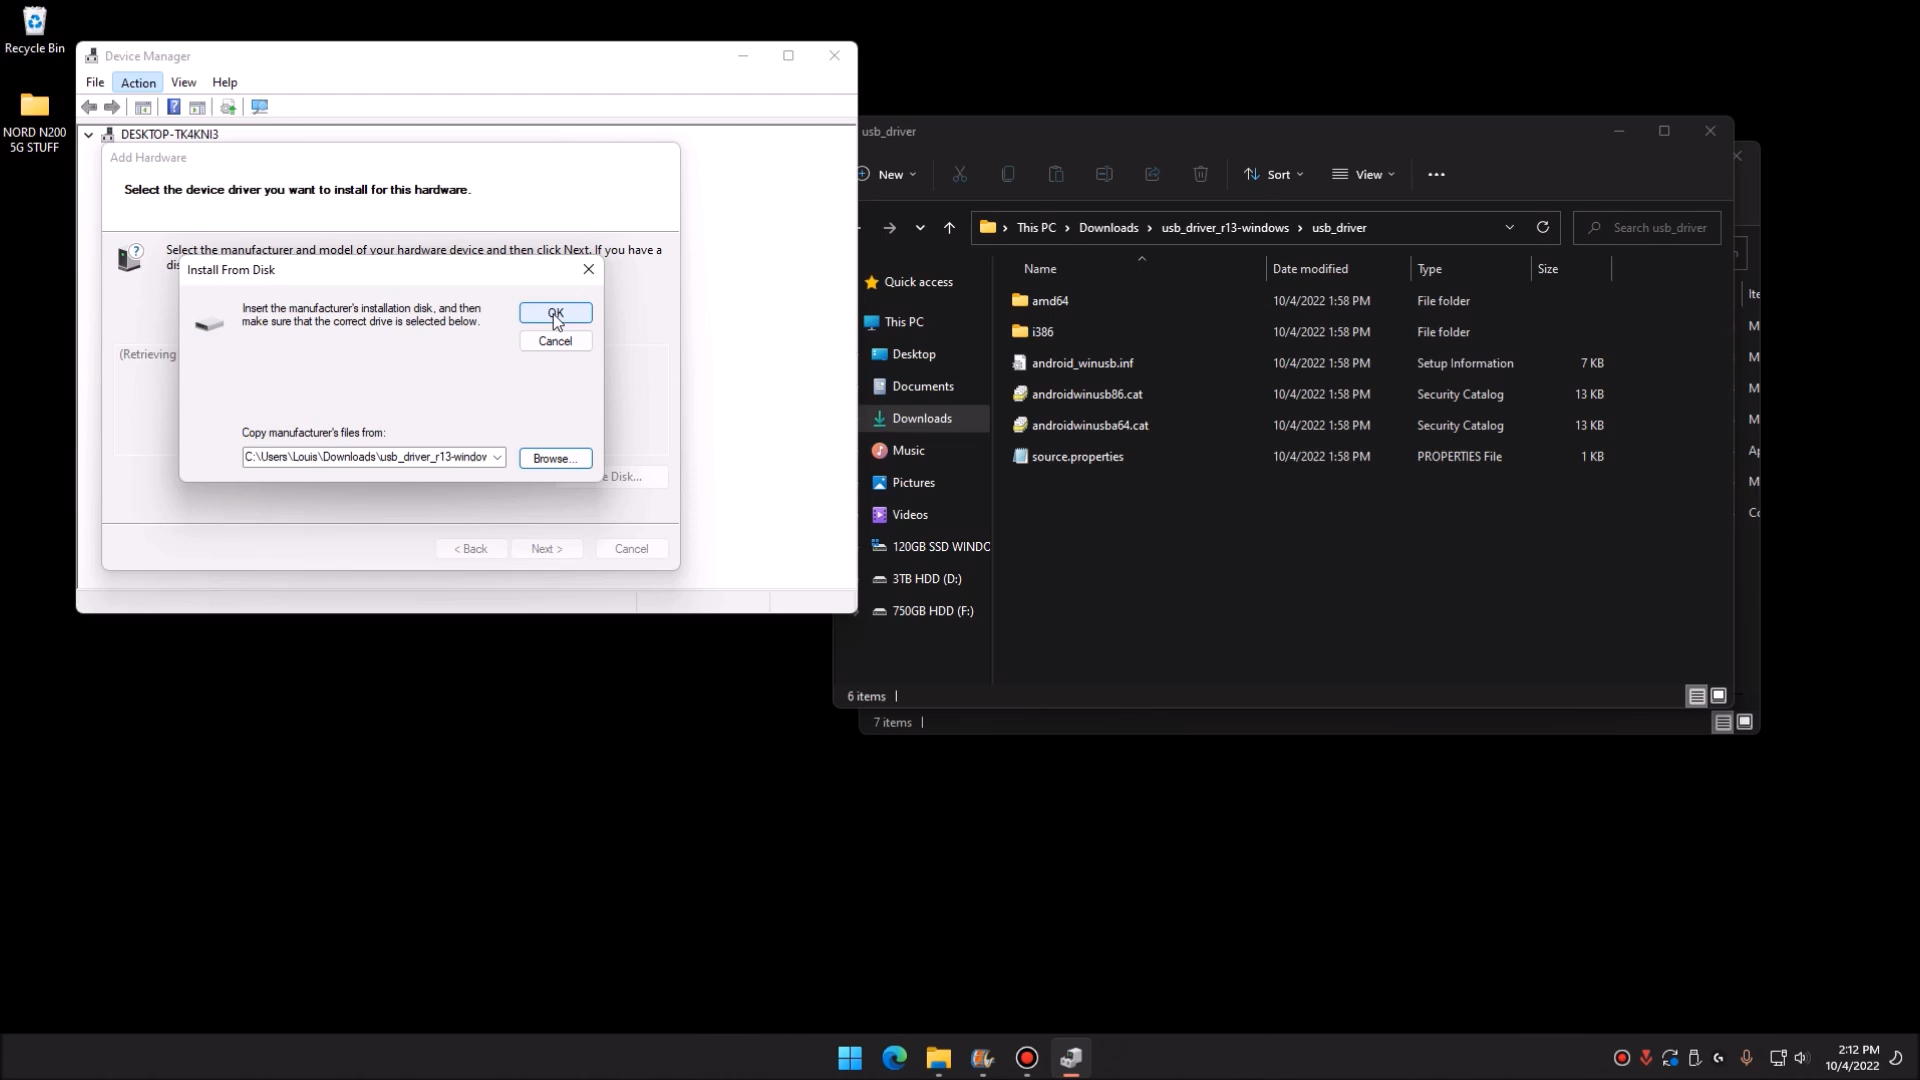 Recycle Bin
NORD N200
5G STUFF
Device Manager
File
Action
View
Help
DESKTOP-TK4KNI3
Add Hardware
Select the device driver you want to install for this hardware.
Select the manufacturer and model of your hardware device and then click Next. If you have a
(Retrieving
Install From Disk
Insert the manufacturer's installation disk, and then
make sure that the correct drive is selected below.
OK
Cancel
Copy manufacturer's files from:
C:\Users\Louis\Downloads\usb_driver_r13-window
Browse...
Disk...
< Back
Next >
Cancel
usb_driver
New
Sort
View
This PC
Downloads
usb_driver_r13-windows
usb_driver
Search usb_driver
Quick access
This PC
Desktop
Documents
Downloads
Music
Pictures
Videos
120GB SSD WINDO
3TB HDD (D:)
750GB HDD (F:)
Name
Date modified
Type
Size
amd64
10/4/2022 1:58 PM
File folder
i386
10/4/2022 1:58 PM
File folder
android_winusb.inf
10/4/2022 1:58 PM
Setup Information
7 KB
androidwinusb86.cat
10/4/2022 1:58 PM
Security Catalog
13 KB
androidwinusba64.cat
10/4/2022 1:58 PM
Security Catalog
13 KB
source.properties
10/4/2022 1:58 PM
PROPERTIES File
1 KB
6 items
7 items
2:12 PM
10/4/2022